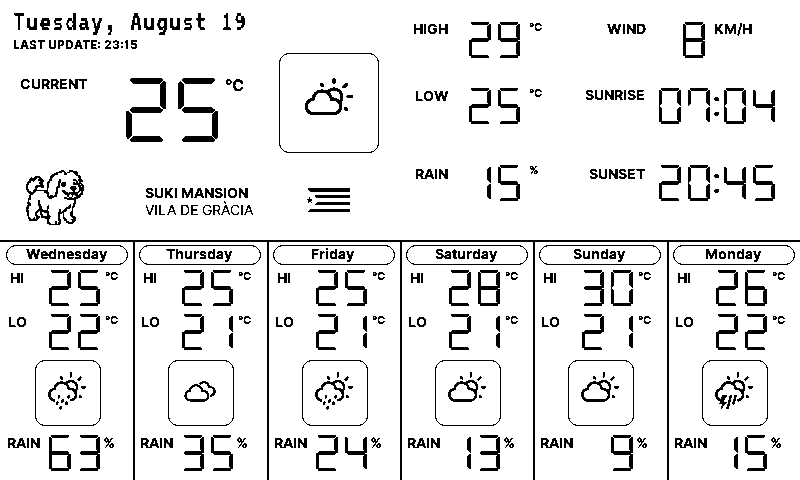 Tuesday, August 19
LAST UPDATE: 23:15
CURRENT 25 °C
SUKI MANSION
VILA DE GRÀCIA
HIGH 29 °C
LOW 25 °C
RAIN 15 %
WIND 8 KM/H
SUNRISE 07:04
SUNSET 20:45
Wednesday
HI 25 °C
LO 22 °C
RAIN 63 %
Thursday
HI 25 °C
LO 21 °C
RAIN 35 %
Friday
HI 25 °C
LO 21 °C
RAIN 24 %
Saturday
HI 28 °C
LO 21 °C
RAIN 13 %
Sunday
HI 30 °C
LO 21 °C
RAIN 9 %
Monday
HI 26 °C
LO 22 °C
RAIN 15 %